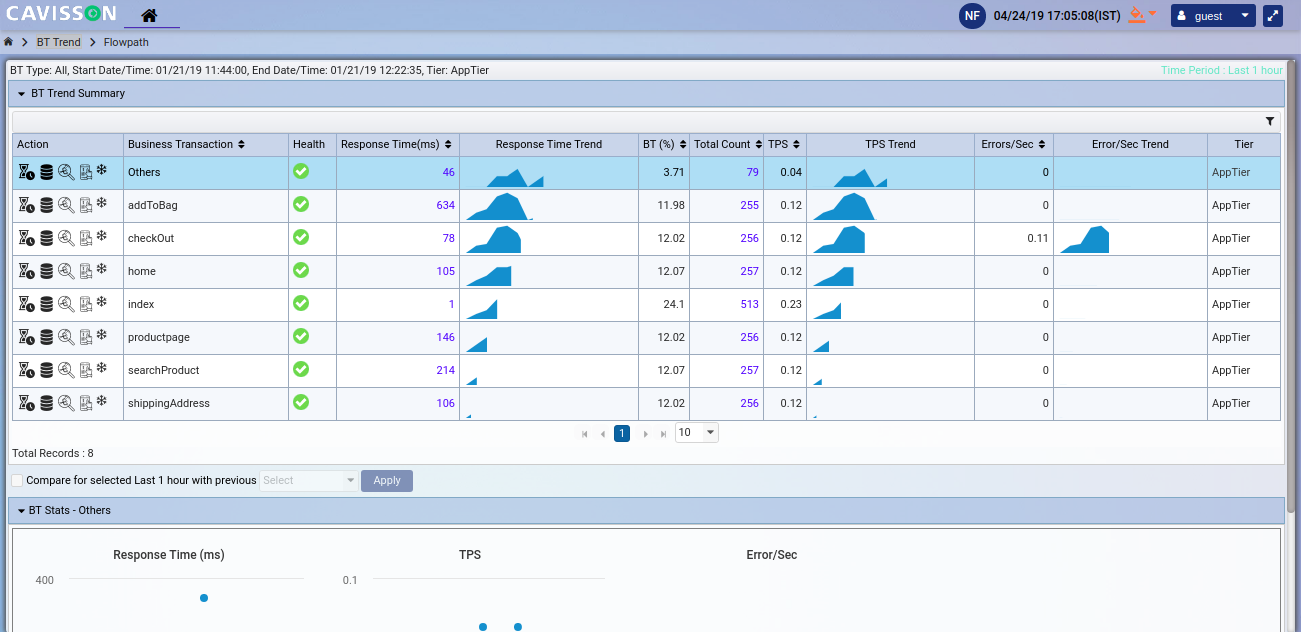 CAVISSON
NF 04/24/19 17:05:08(IST) guest
BT Trend Flowpath
BT Type: All, Start Date/Time: 01/21/19 11:44:00, End Date/Time: 01/21/19 12:22:35, Tier: AppTier Time Period : Last 1 hour
BT Trend Summary
Action Business Transaction Health Response Time(ms) Response Time Trend BT (%) Total Count TPS TPS Trend Errors/Sec Error/Sec Trend Tier
Others 46 3.71 79 0.04 0 AppTier
addToBag 634 11.98 255 0.12 0 AppTier
checkOut 78 12.02 256 0.12 0.11 AppTier
home 105 12.07 257 0.12 0 AppTier
index 1 24.1 513 0.23 0 AppTier
productpage 146 12.02 256 0.12 0 AppTier
searchProduct 214 12.07 257 0.12 0 AppTier
shippingAddress 106 12.02 256 0.12 0 AppTier
1 10
Total Records : 8
Compare for selected Last 1 hour with previous Select Apply
BT Stats - Others
Response Time (ms) TPS Error/Sec
400 0.1